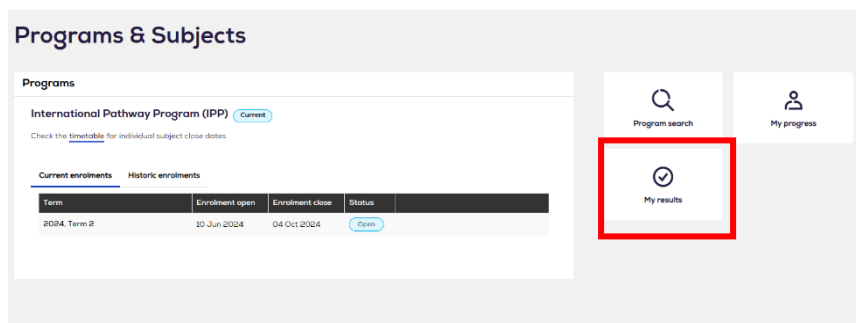 Programs & Subjects
Programs
International Pathway Program (IPP) Current
Check the timetable for individual subject close dates
Current enrolments Historic enrolments
Term Enrolment open Enrolment close Status
2024, Term 2 10 Jun 2024 04 Oct 2024 Open
Program search
My progress
My results